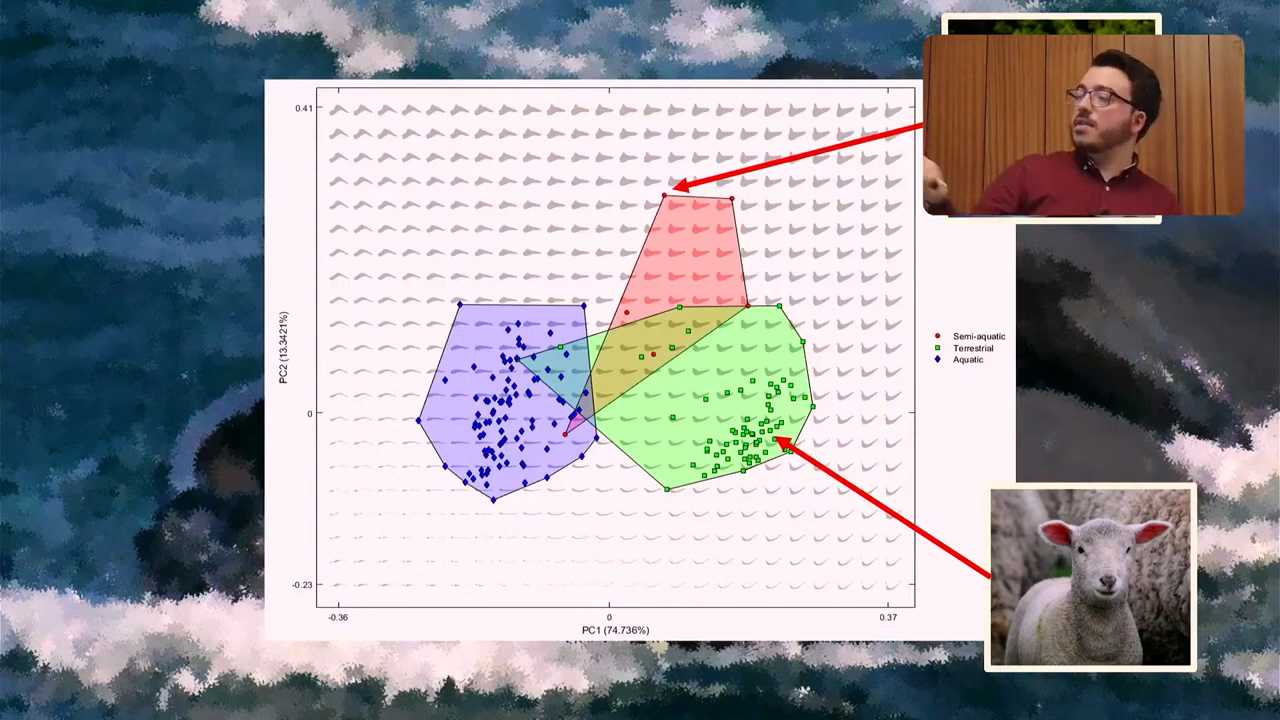 0.41
PC2 (13.3421%)
0
-0.23
-0.36
0
0.37
PC1 (74.736%)
Semi-aquatic
Terrestrial
Aquatic